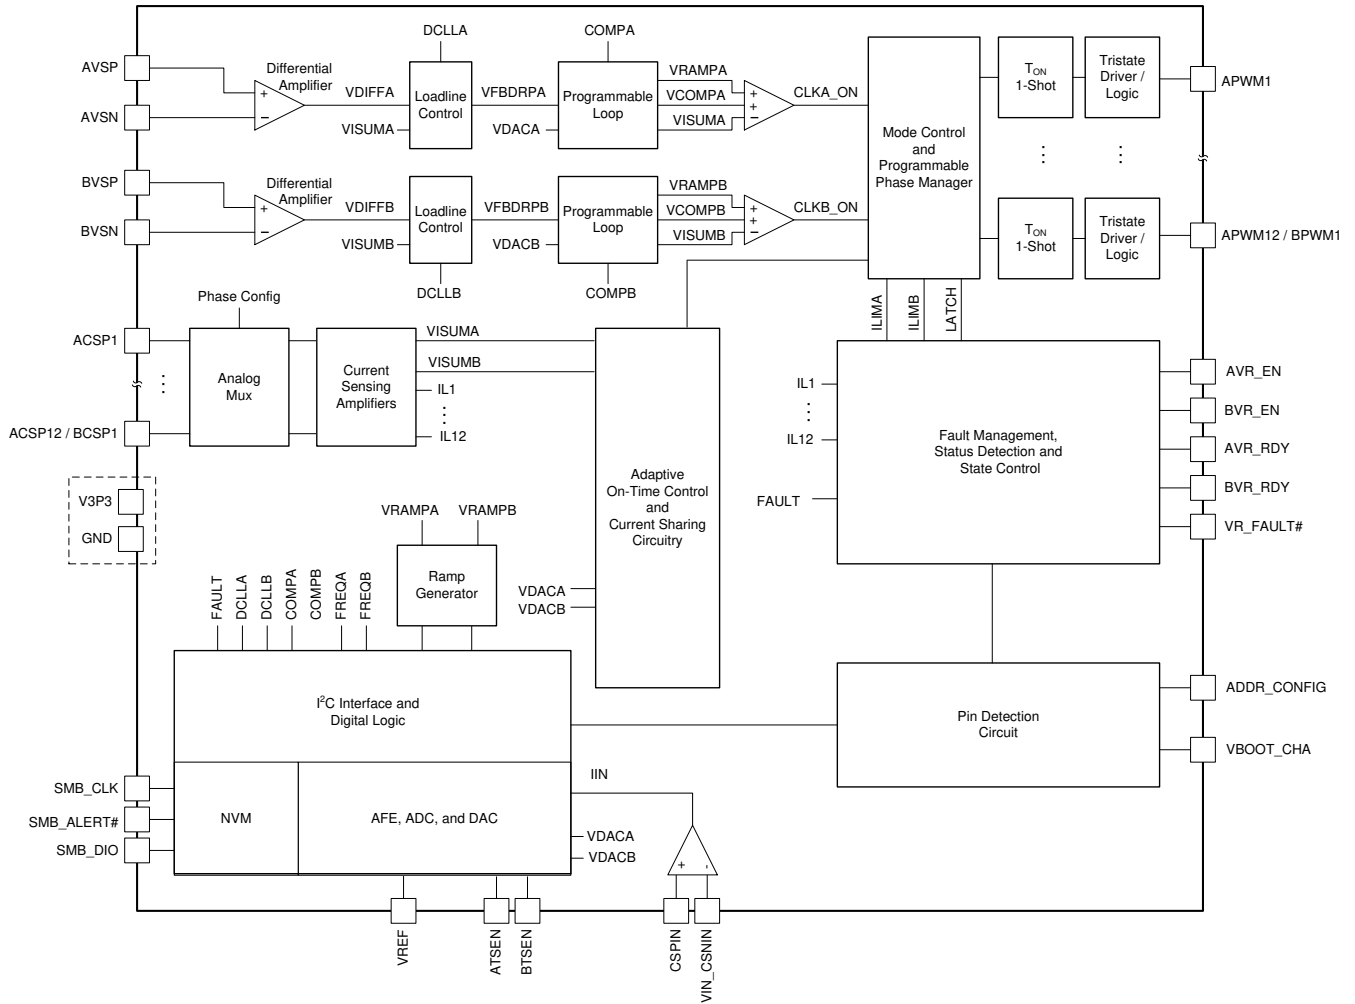 DCLLA
COMPA
AVSP
AVSN
Differential
Amplifier
+
−
VDIFFA
VISUMA
Loadline
Control
VFBDRPA
VDACA
Programmable
Loop
VRAMPA
VCOMPA
VISUMA
+
+
−
CLKA_ON
Mode Control
and
Programmable
Phase Manager
TON
1-Shot
Tristate
Driver /
Logic
APWM1
BVSP
BVSN
Differential
Amplifier
+
−
VDIFFB
VISUMB
Loadline
Control
VFBDRPB
VDACB
Programmable
Loop
VRAMPB
VCOMPB
VISUMB
+
+
−
CLKB_ON
TON
1-Shot
Tristate
Driver /
Logic
APWM12 / BPWM1
DCLLB
COMPB
Phase Config
ACSP1
ACSP12 / BCSP1
Analog
Mux
Current
Sensing
Amplifiers
VISUMA
VISUMB
IL1
IL12
Adaptive
On-Time Control
and
Current Sharing
Circuitry
VDACA
VDACB
ILIMA
ILIMB
LATCH
IL1
IL12
FAULT
Fault Management,
Status Detection and
State Control
AVR_EN
BVR_EN
AVR_RDY
BVR_RDY
VR_FAULT#
V3P3
GND
VRAMPA
VRAMPB
Ramp
Generator
FAULT
DCLLA
DCLLB
COMPA
COMPB
FREQA
FREQB
I2C Interface and
Digital Logic
Pin Detection
Circuit
ADDR_CONFIG
VBOOT_CHA
SMB_CLK
SMB_ALERT#
SMB_DIO
NVM
AFE, ADC, and DAC
IIN
VDACA
VDACB
+
-
VREF
ATSEN
BTSEN
CSPIN
VIN_CSNIN